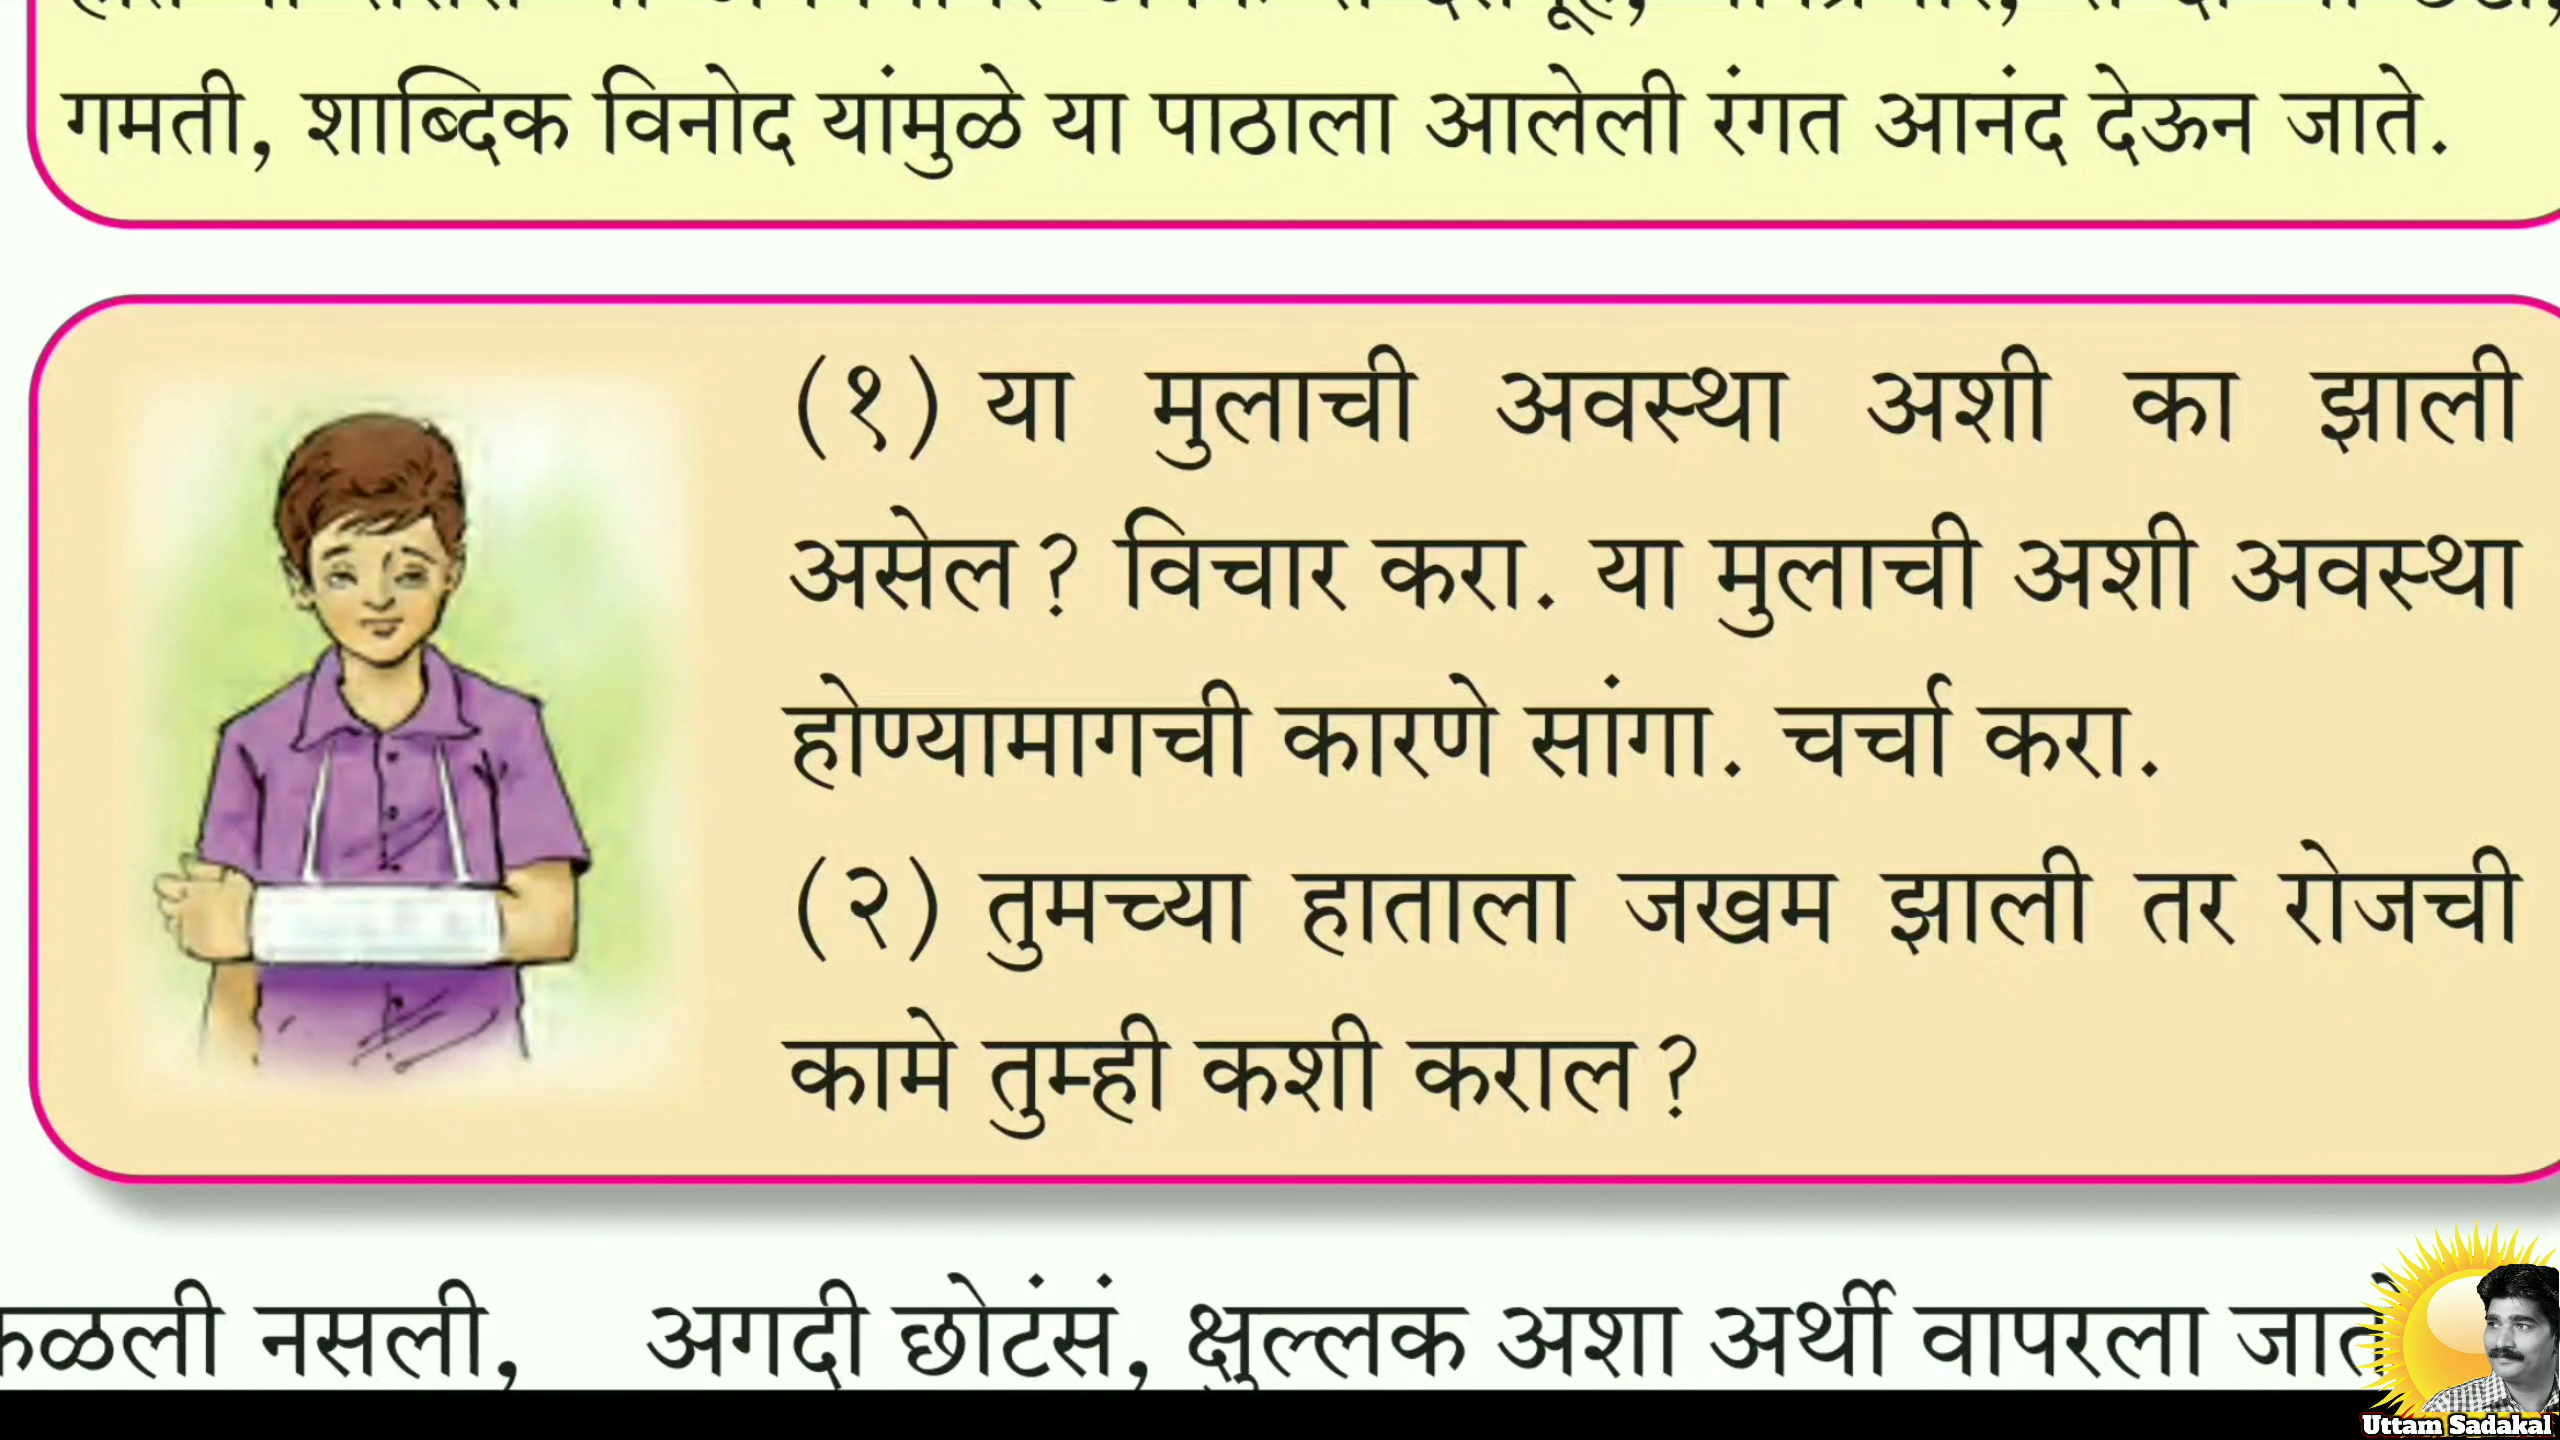 गमती, शाब्दिक विनोद यांमुळे या पाठाला आलेली रंगत आनंद देऊन जाते.
(१) या मुलाची अवस्था अशी का झाली
असेल? विचार करा. या मुलाची अशी अवस्था
होण्यामागची कारणे सांगा. चर्चा करा.
(२) तुमच्या हाताला जखम झाली तर रोजची
कामे तुम्ही कशी कराल?
कळली नसली, अगदी छोटंसं, क्षुल्लक अशा अर्थी वापरला जातो
Uttam Sadakal